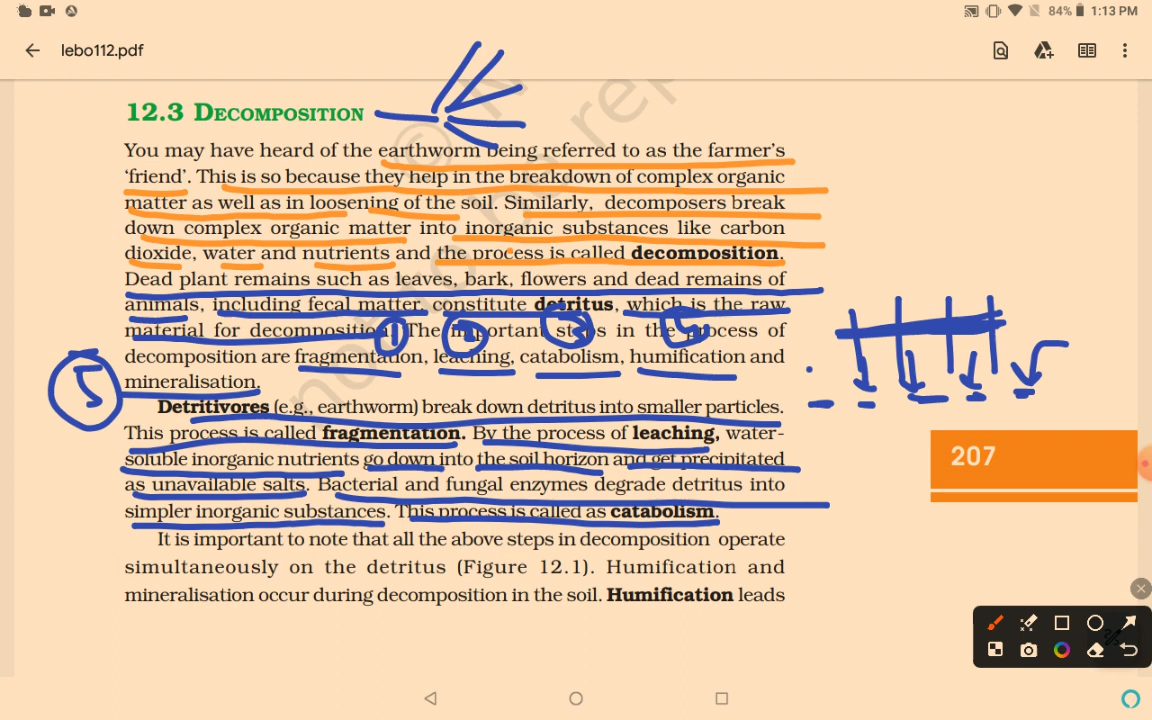 84% 1:13 PM
lebo112.pdf
12.3 DECOMPOSITION
You may have heard of the earthworm being referred to as the farmer's
'friend'. This is so because they help in the breakdown of complex organic
matter as well as in loosening of the soil. Similarly, decomposers break
down complex organic matter into inorganic substances like carbon
dioxide, water and nutrients and the process is called decomposition.
Dead plant remains such as leaves, bark, flowers and dead remains of
animals, including fecal matter, constitute detritus, which is the raw
material for decomposition. The important steps in the process of
1 2 3 4
decomposition are fragmentation, leaching, catabolism, humification and
5
mineralisation.
Detritivores (e.g., earthworm) break down detritus into smaller particles.
This process is called fragmentation. By the process of leaching, water-
soluble inorganic nutrients go down into the soil horizon and get precipitated
207
as unavailable salts. Bacterial and fungal enzymes degrade detritus into
simpler inorganic substances. This process is called as catabolism.
It is important to note that all the above steps in decomposition operate
simultaneously on the detritus (Figure 12.1). Humification and
mineralisation occur during decomposition in the soil. Humification leads